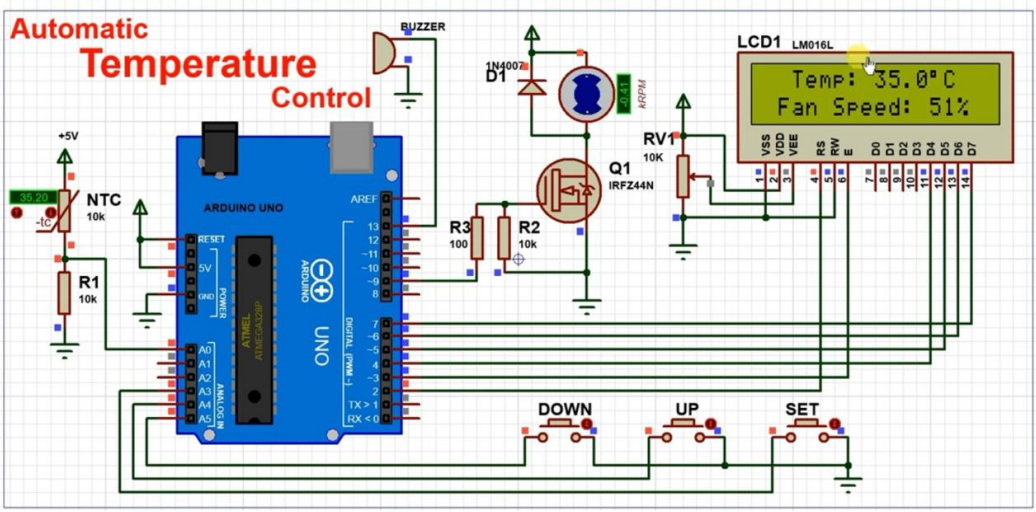 Automatic
Temperature
Control
BUZZER
1N4007
D1
-0.41
kRPM
LCD1
LM016L
Temp: 35.0°C
Fan Speed: 51%
VSS
VDD
VEE
RS
RW
E
D0
D1
D2
D3
D4
D5
D6
D7
1
2
3
4
5
6
7
8
9
10
11
12
13
14
RV1
10K
Q1
IRFZ44N
R3
100
R2
10k
+5V
35.20
-tc
NTC
10k
R1
10k
ARDUINO UNO
RESET
5V
GND
POWER
A0
A1
A2
A3
A4
A5
ANALOG IN
ATMEL
ATMEGA328P
ARDUINO
UNO
AREF
13
12
~11
~10
~9
8
7
~6
~5
4
~3
2
TX > 1
RX < 0
DIGITAL (PWM ~)
DOWN
UP
SET